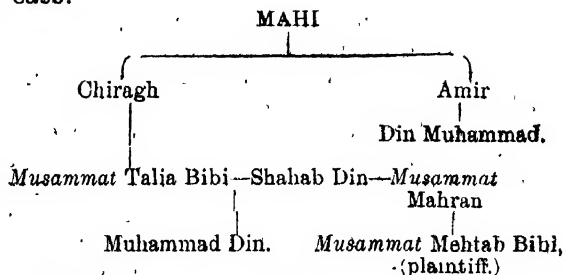 case:
MAHI
Chiragh Amir
Din Muhammad.
Musammat Talia Bibi—Shahab Din—Musammat
Mahran
Muhammad Din. Musammat Mehtab Bibi,
(plaintiff.)